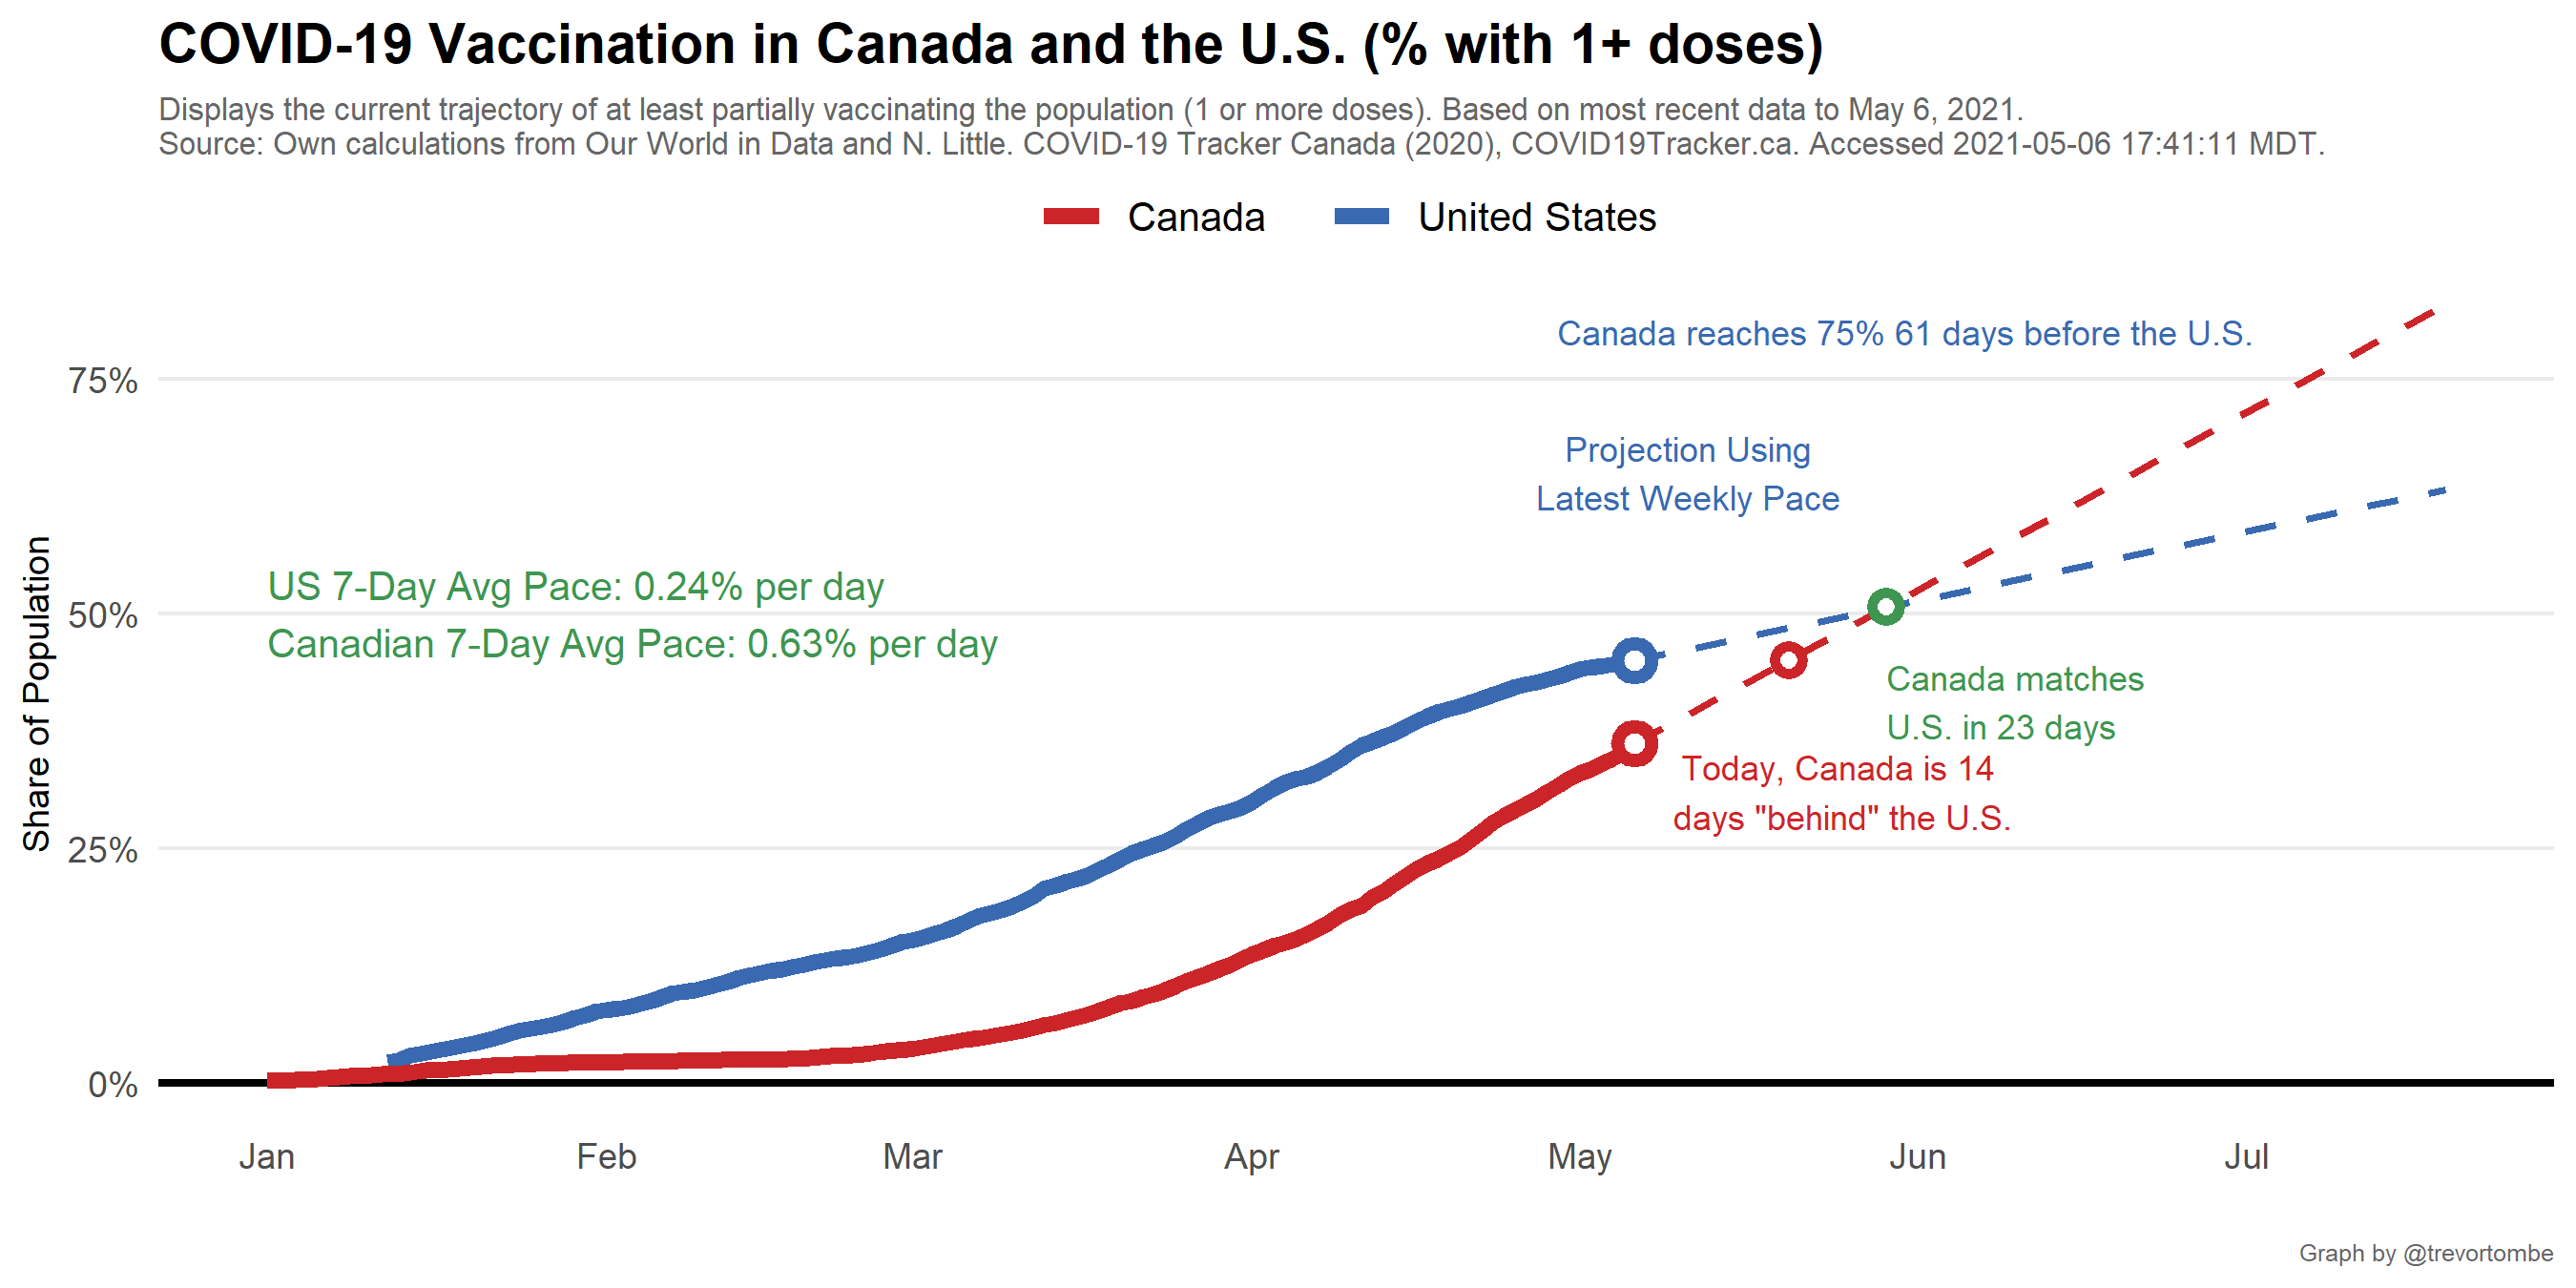 COVID-19 Vaccination in Canada and the U.S. (% with 1+ doses)
Displays the current trajectory of at least partially vaccinating the population (1 or more doses). Based on most recent data to May 6, 2021.
Source: Own calculations from Our World in Data and N. Little. COVID-19 Tracker Canada (2020), COVID19Tracker.ca. Accessed 2021-05-06 17:41:11 MDT.
Canada
United States
Canada reaches 75% 61 days before the U.S.
75%
Projection Using
Latest Weekly Pace
US 7-Day Avg Pace: 0.24% per day
50%
Canadian 7-Day Avg Pace: 0.63% per day
Canada matches
U.S. in 23 days
Today, Canada is 14
days "behind" the U.S.
Share of Population
25%
0%
Jan
Feb
Mar
Apr
May
Jun
Jul
Graph by @trevortombe